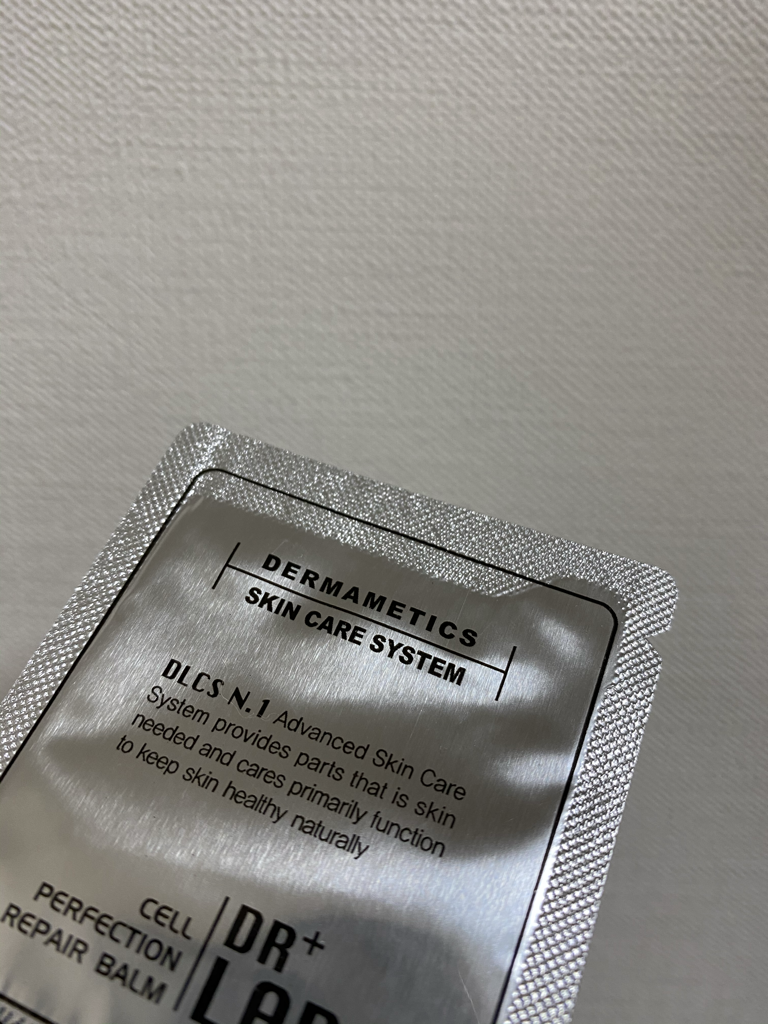 DERMAMETICS
SKIN CARE SYSTEM
DLCS N.1 Advanced Skin Care
System provides parts that is skin
needed and cares primarily function
to keep skin healthy naturally
CELL
PERFECTION
REPAIR BALM
DR+